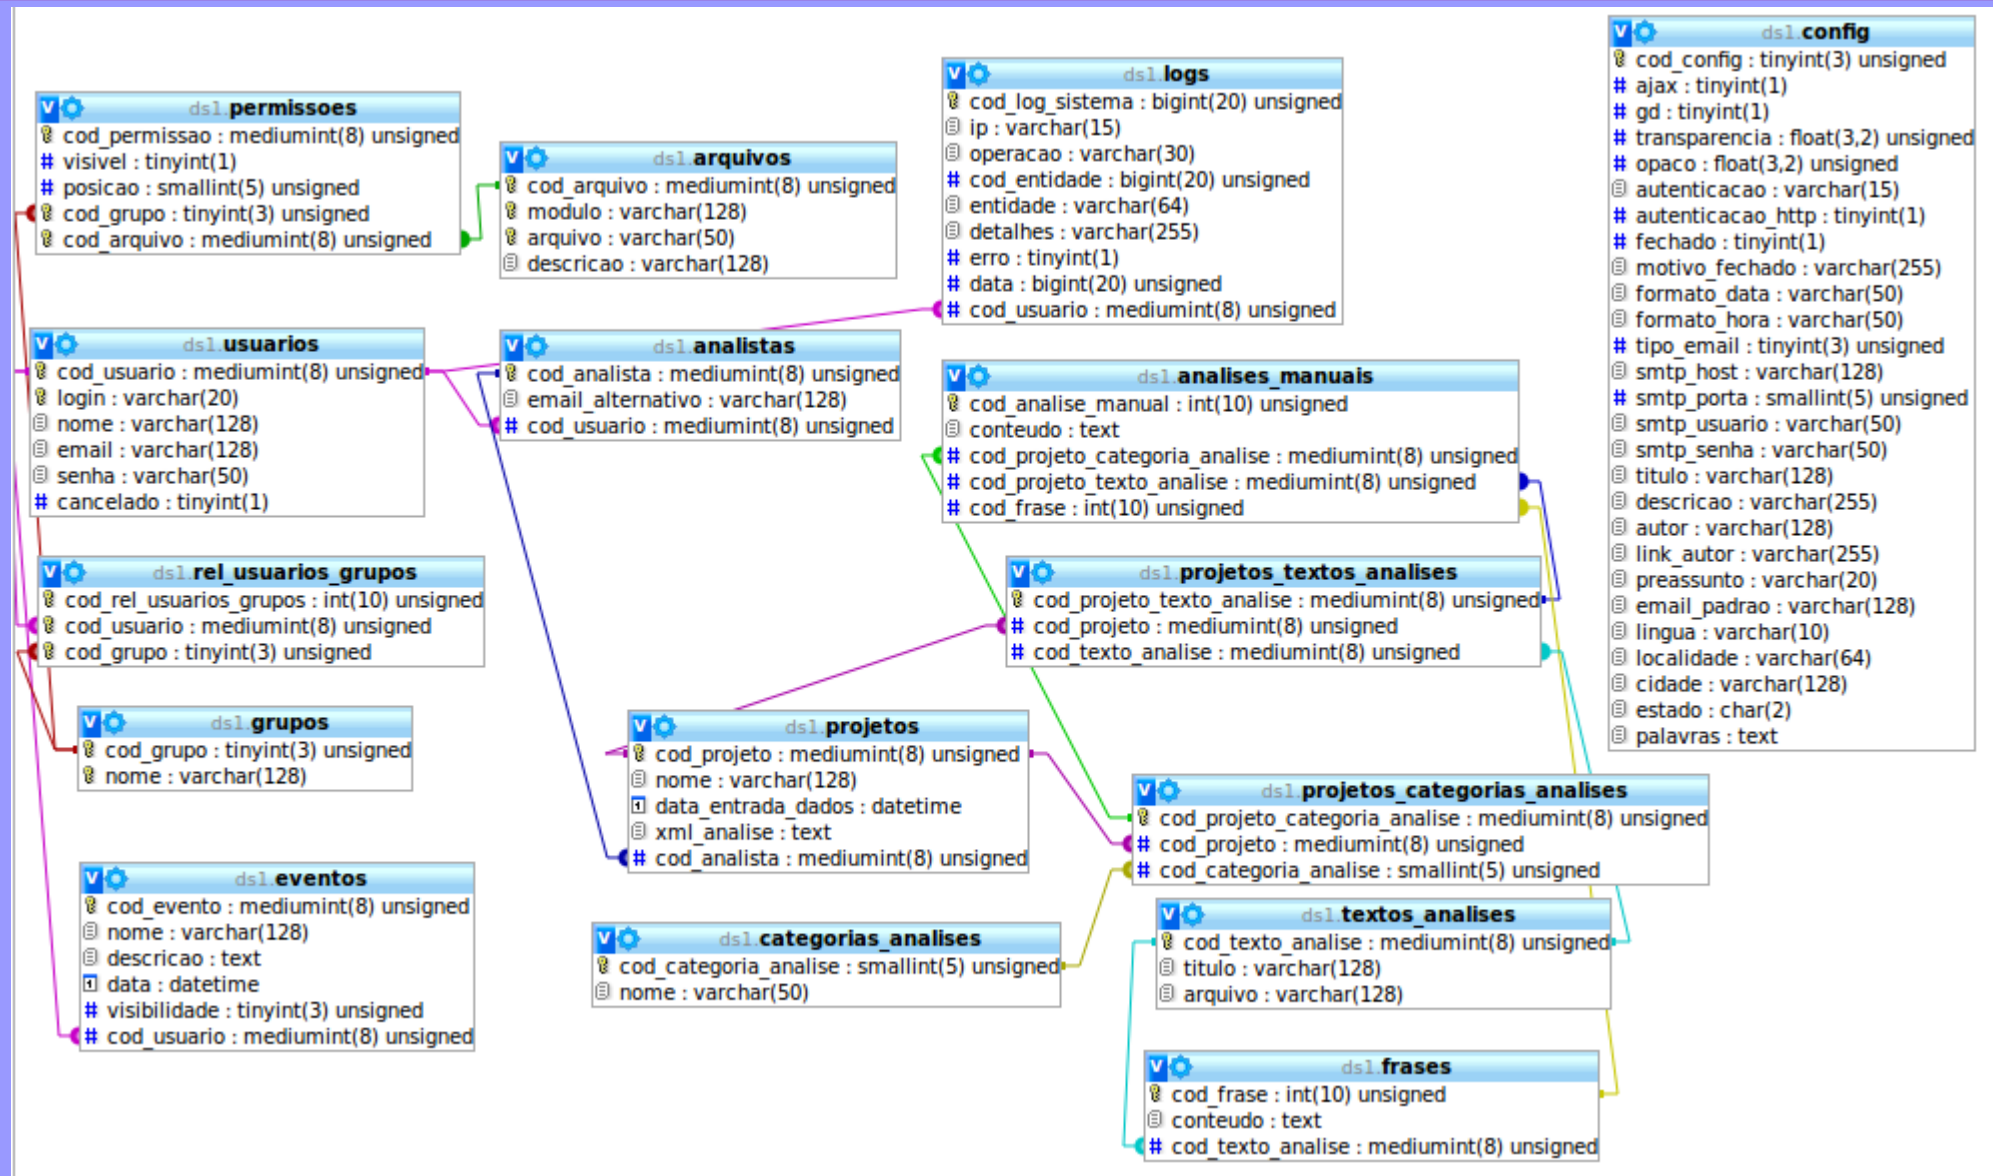 ds1.permissoes
cod_permissao : mediumint(8) unsigned
visivel : tinyint(1)
posicao : smallint(5) unsigned
cod_grupo : tinyint(3) unsigned
cod_arquivo : mediumint(8) unsigned
ds1.arquivos
cod_arquivo : mediumint(8) unsigned
modulo : varchar(128)
arquivo : varchar(50)
descricao : varchar(128)
ds1.logs
cod_log_sistema : bigint(20) unsigned
ip : varchar(15)
operacao : varchar(30)
cod_entidade : bigint(20) unsigned
entidade : varchar(64)
detalhes : varchar(255)
erro : tinyint(1)
data : bigint(20) unsigned
cod_usuario : mediumint(8) unsigned
ds1.config
cod_config : tinyint(3) unsigned
ajax : tinyint(1)
gd : tinyint(1)
transparencia : float(3,2) unsigned
opaco : float(3,2) unsigned
autenticacao : varchar(15)
autenticacao_http : tinyint(1)
fechado : tinyint(1)
motivo_fechado : varchar(255)
formato_data : varchar(50)
formato_hora : varchar(50)
tipo_email : tinyint(3) unsigned
smtp_host : varchar(128)
smtp_porta : smallint(5) unsigned
smtp_usuario : varchar(50)
smtp_senha : varchar(50)
titulo : varchar(128)
descricao : varchar(255)
autor : varchar(128)
link_autor : varchar(255)
preassunto : varchar(20)
email_padrao : varchar(128)
lingua : varchar(10)
localidade : varchar(64)
cidade : varchar(128)
estado : char(2)
palavras : text
ds1.usuarios
cod_usuario : mediumint(8) unsigned
login : varchar(20)
nome : varchar(128)
email : varchar(128)
senha : varchar(50)
cancelado : tinyint(1)
ds1.analistas
cod_analista : mediumint(8) unsigned
email_alternativo : varchar(128)
cod_usuario : mediumint(8) unsigned
ds1.analises_manuais
cod_analise_manual : int(10) unsigned
conteudo : text
cod_projeto_categoria_analise : mediumint(8) unsigned
cod_projeto_texto_analise : mediumint(8) unsigned
cod_frase : int(10) unsigned
ds1.rel_usuarios_grupos
cod_rel_usuarios_grupos : int(10) unsigned
cod_usuario : mediumint(8) unsigned
cod_grupo : tinyint(3) unsigned
ds1.projetos_textos_analises
cod_projeto_texto_analise : mediumint(8) unsigned
cod_projeto : mediumint(8) unsigned
cod_texto_analise : mediumint(8) unsigned
ds1.grupos
cod_grupo : tinyint(3) unsigned
nome : varchar(128)
ds1.projetos
cod_projeto : mediumint(8) unsigned
nome : varchar(128)
data_entrada_dados : datetime
xml_analise : text
cod_analista : mediumint(8) unsigned
ds1.projetos_categorias_analises
cod_projeto_categoria_analise : mediumint(8) unsigned
cod_projeto : mediumint(8) unsigned
cod_categoria_analise : smallint(5) unsigned
ds1.eventos
cod_evento : mediumint(8) unsigned
nome : varchar(128)
descricao : text
data : datetime
visibilidade : tinyint(3) unsigned
cod_usuario : mediumint(8) unsigned
ds1.categorias_analises
cod_categoria_analise : smallint(5) unsigned
nome : varchar(50)
ds1.textos_analises
cod_texto_analise : mediumint(8) unsigned
titulo : varchar(128)
arquivo : varchar(128)
ds1.frases
cod_frase : int(10) unsigned
conteudo : text
cod_texto_analise : mediumint(8) unsigned